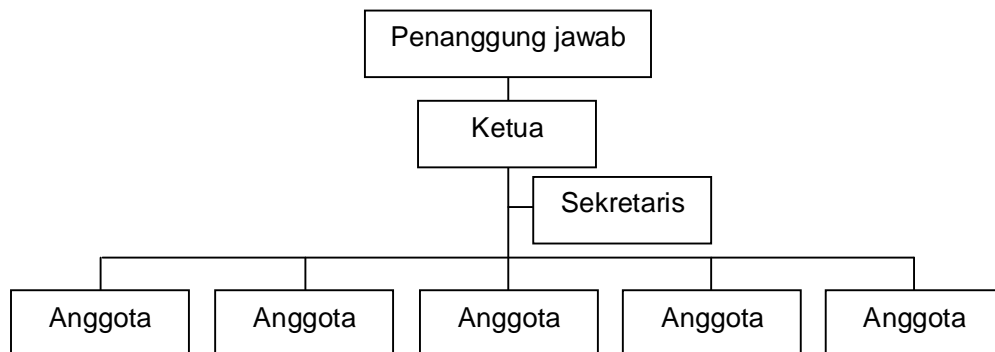 Penanggung jawab
Ketua
Sekretaris
Anggota
Anggota
Anggota
Anggota
Anggota